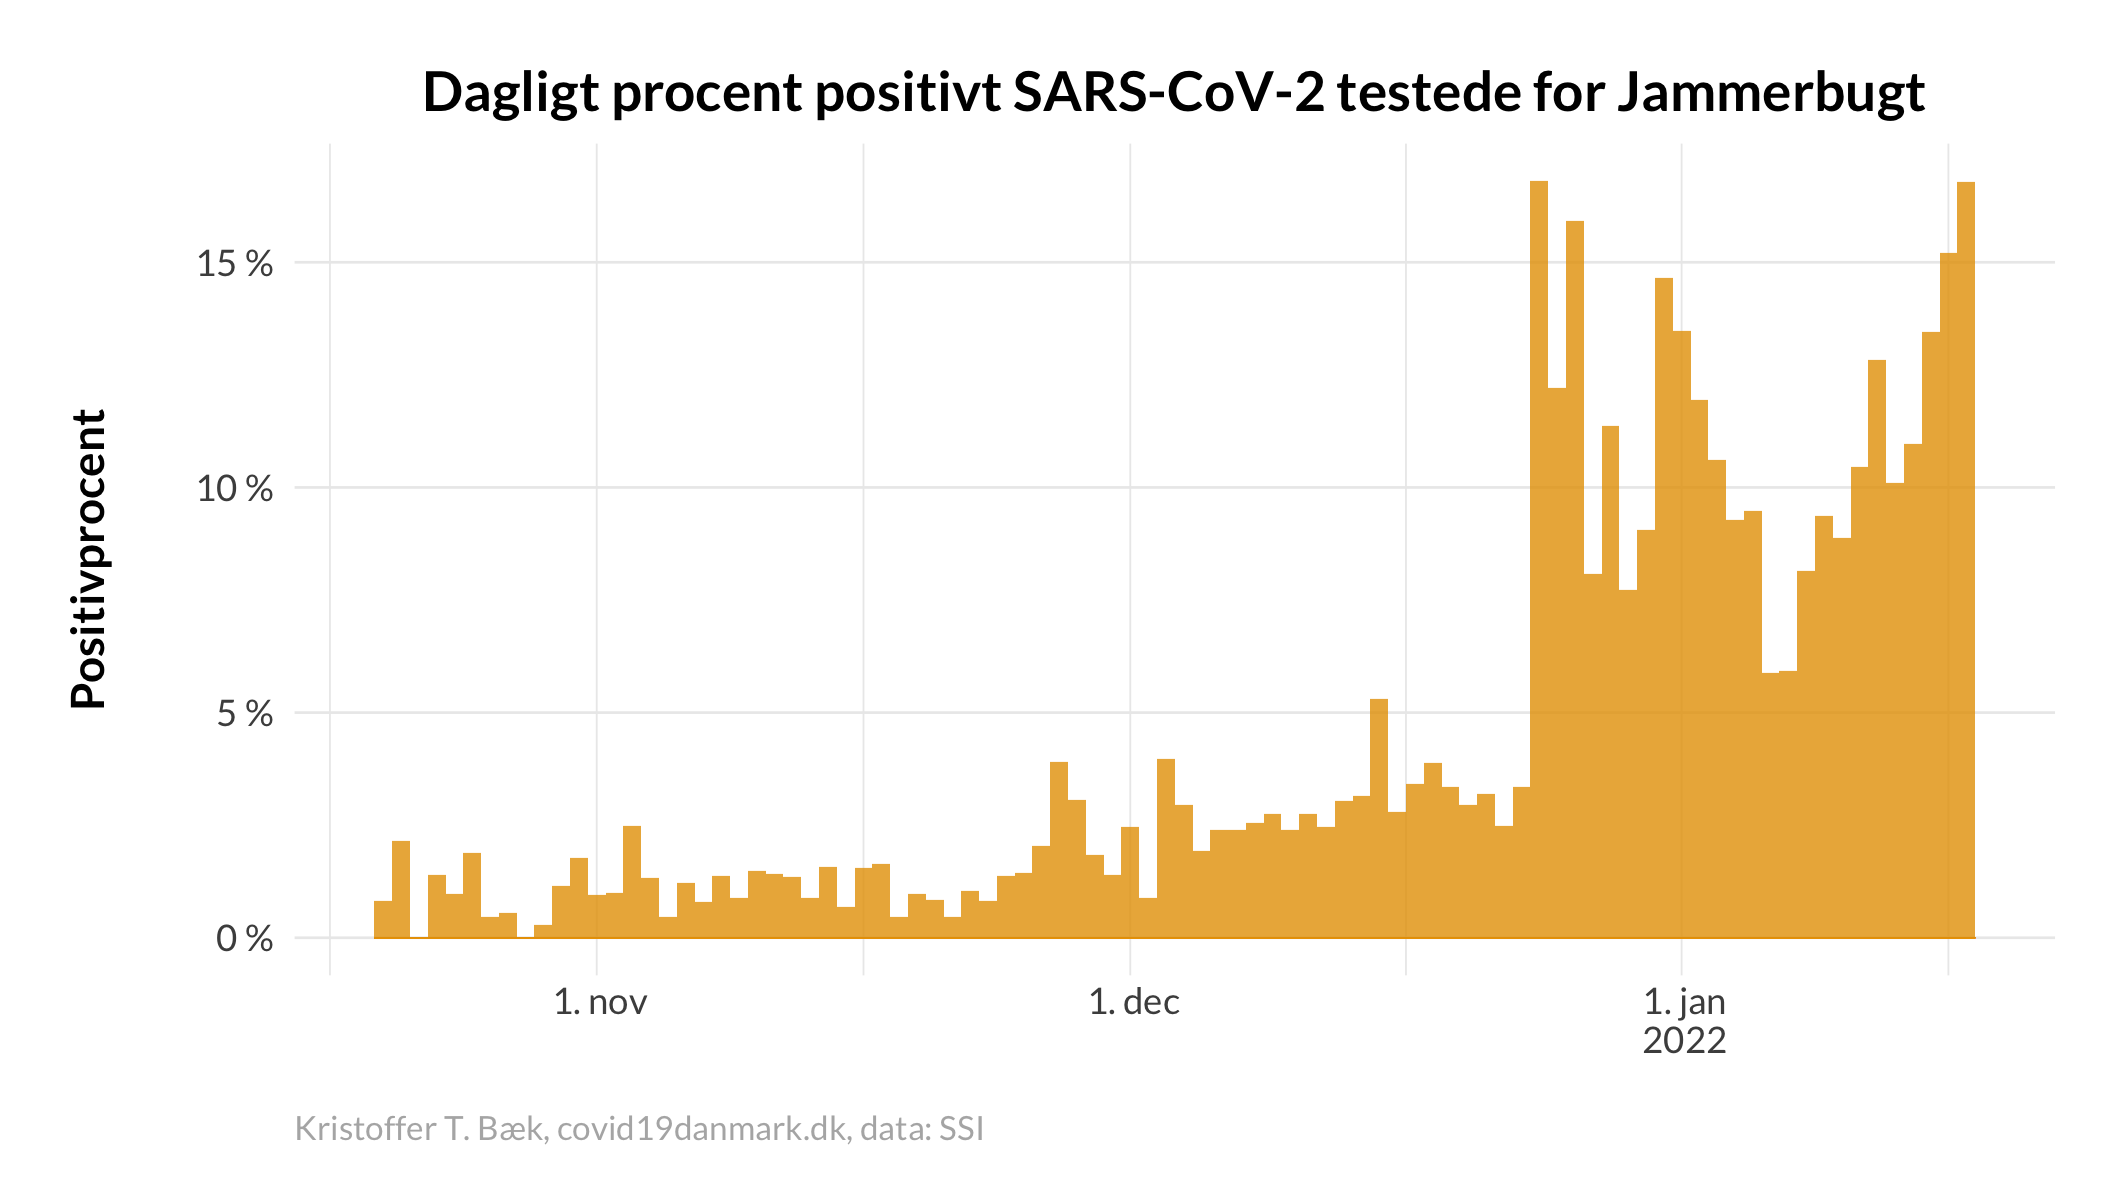 Dagligt procent positivt SARS-CoV-2 testede for Jammerbugt
Positivprocent
15 %
10 %
5 %
0 %
1. nov
1. dec
1. jan
2022
Kristoffer T. Bæk, covid19danmark.dk, data: SSI